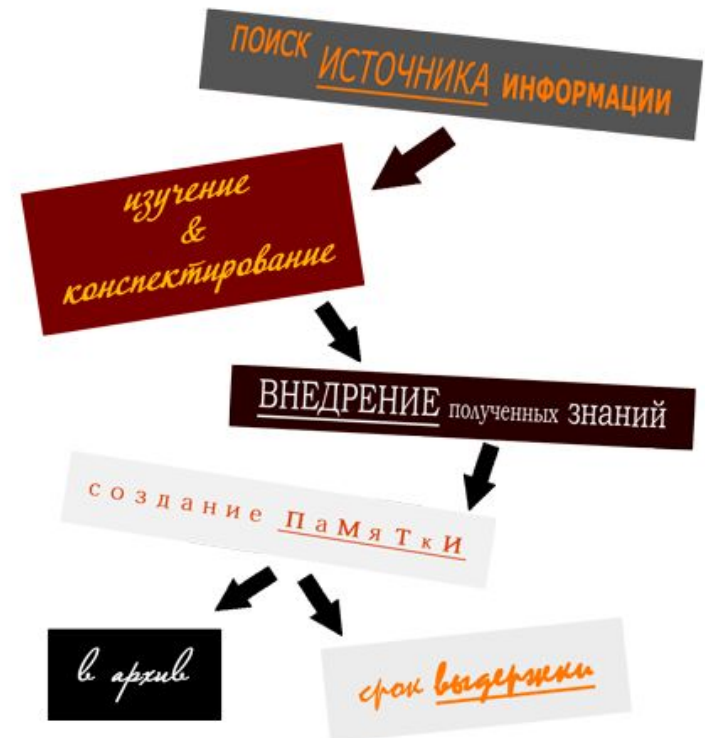 ПОИСК ИСТОЧНИКА ИНФОРМАЦИИ
изучение
&
конспектирование
ВНЕДРЕНИЕ полученных знаний
создание ПаМяТкИ
в архив
срок выдержки